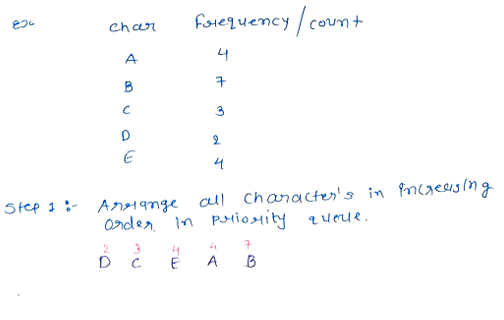 ex:
char Frequency/count
A 4
B 7
C 3
D 2
E 4
Step 1:- Arrange all character's in increasing
order in priority queue.
2 3 4 4 7
D C E A B